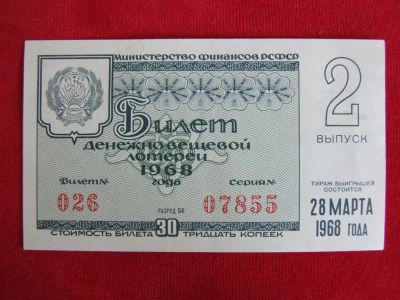 Министерство финансов РСФСР
Билет
денежно-вещевой
лотереи
1968
года
Билет №
Серия №
026
07855
РАЗРЯД 56
СТОИМОСТЬ БИЛЕТА 30 ТРИДЦАТЬ КОПЕЕК
2
ВЫПУСК
ТИРАЖ ВЫИГРЫШЕЙ
СОСТОИТСЯ
28 МАРТА
1968 ГОДА